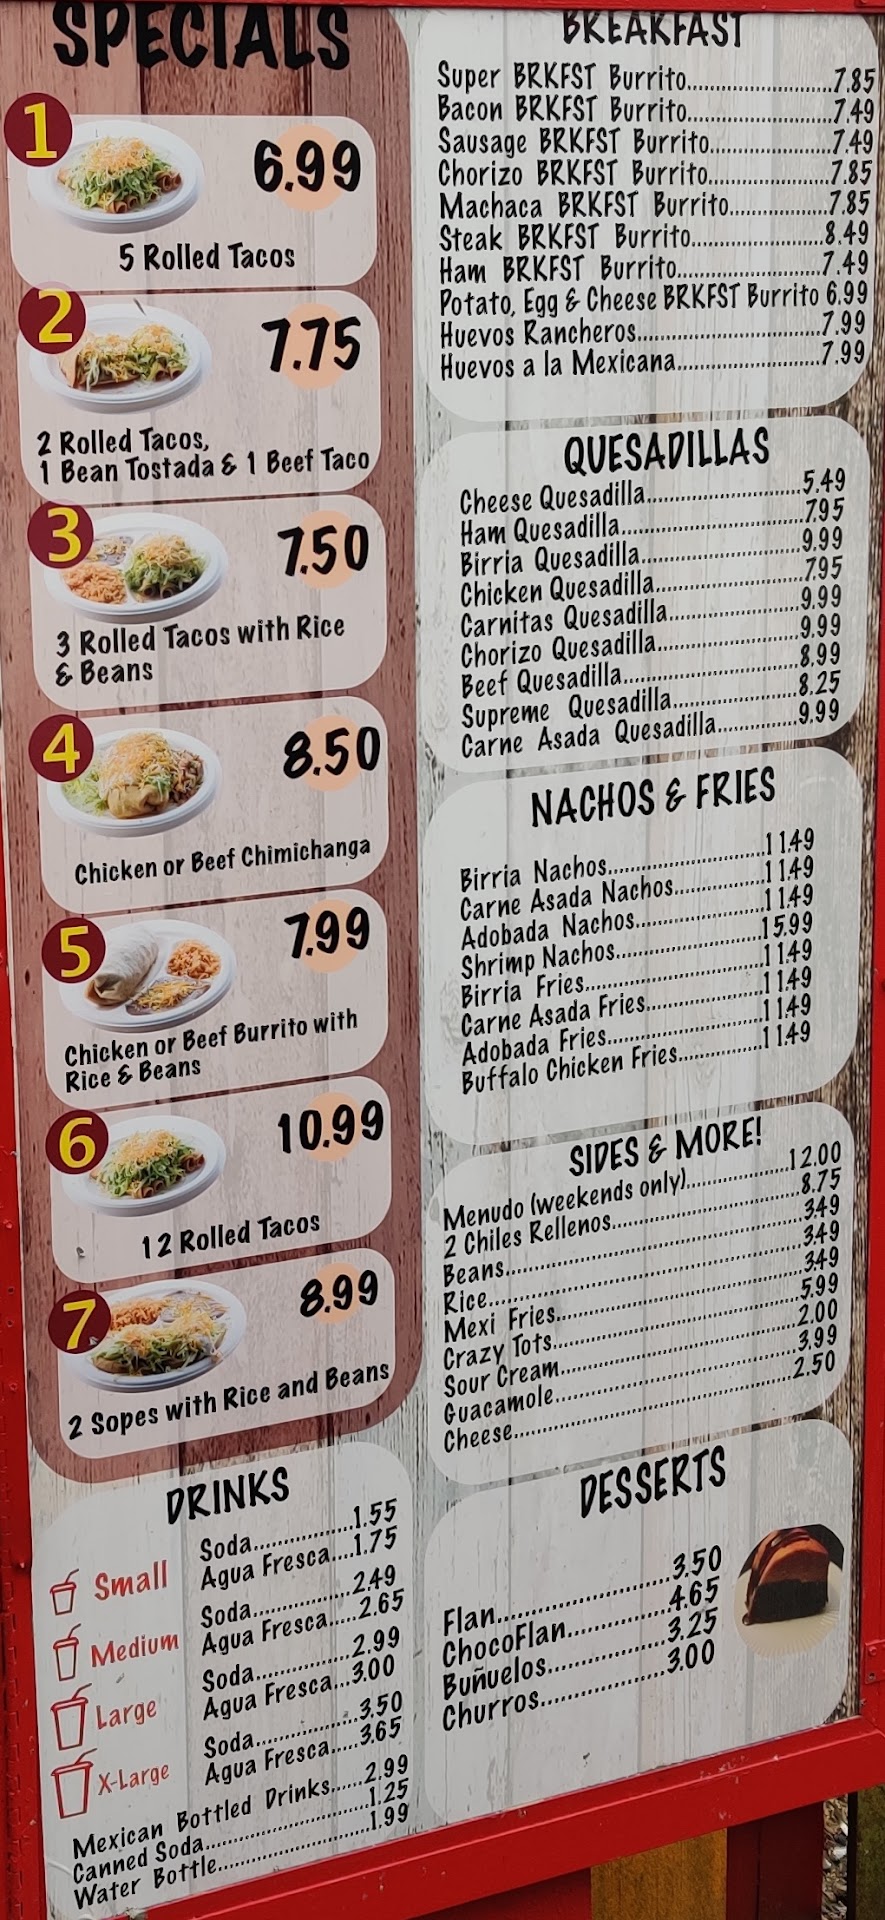 SPECIALS
1
6.99
5 Rolled Tacos
2
7.75
2 Rolled Tacos,
1 Bean Tostada & 1 Beef Taco
3
7.50
3 Rolled Tacos with Rice
& Beans
4
8.50
Chicken or Beef Chimichanga
5
7.99
Chicken or Beef Burrito with
Rice & Beans
6
10.99
12 Rolled Tacos
7
8.99
2 Sopes with Rice and Beans
DRINKS
Small
Soda.................1.55
Agua Fresca....1.75
Medium
Soda.................2.49
Agua Fresca.....2.65
Large
Soda.................2.99
Agua Fresca...3.00
X-Large
Soda.................3.50
Agua Fresca.....3.65
Mexican Bottled Drinks......2.99
Canned Soda.............................1.25
Water Bottle...........................1.99
BREAKFAST
Super BRKFST Burrito.........................7.85
Bacon BRKFST Burrito.........................7.49
Sausage BRKFST Burrito.....................7.49
Chorizo BRKFST Burrito.....................7.85
Machaca BRKFST Burrito.................7.85
Steak BRKFST Burrito.......................8.49
Ham BRKFST Burrito.........................7.49
Potato, Egg & Cheese BRKFST Burrito 6.99
Huevos Rancheros................................7.99
Huevos a la Mexicana.........................7.99
QUESADILLAS
Cheese Quesadilla...........................5.49
Ham Quesadilla................................7.95
Birria Quesadilla............................9.99
Chicken Quesadilla..........................7.95
Carnitas Quesadilla.......................9.99
Chorizo Quesadilla.........................9.99
Beef Quesadilla...............................8.99
Supreme Quesadilla......................8.25
Carne Asada Quesadilla..............9.99
NACHOS & FRIES
Birria Nachos...........................11.49
Carne Asada Nachos................11.49
Adobada Nachos.......................11.49
Shrimp Nachos..........................15.99
Birria Fries...............................11.49
Carne Asada Fries.....................11.49
Adobada Fries...........................11.49
Buffalo Chicken Fries...............11.49
SIDES & MORE!
Menudo (weekends only)..................12.00
2 Chiles Rellenos.................................8.75
Beans.....................................................3.49
Rice........................................................3.49
Mexi Fries............................................3.49
Crazy Tots............................................5.99
Sour Cream..........................................2.00
Guacamole...........................................3.99
Cheese..................................................2.50
DESSERTS
Flan..............................3.50
ChocoFlan..................4.65
Buñuelos.....................3.25
Churros......................3.00